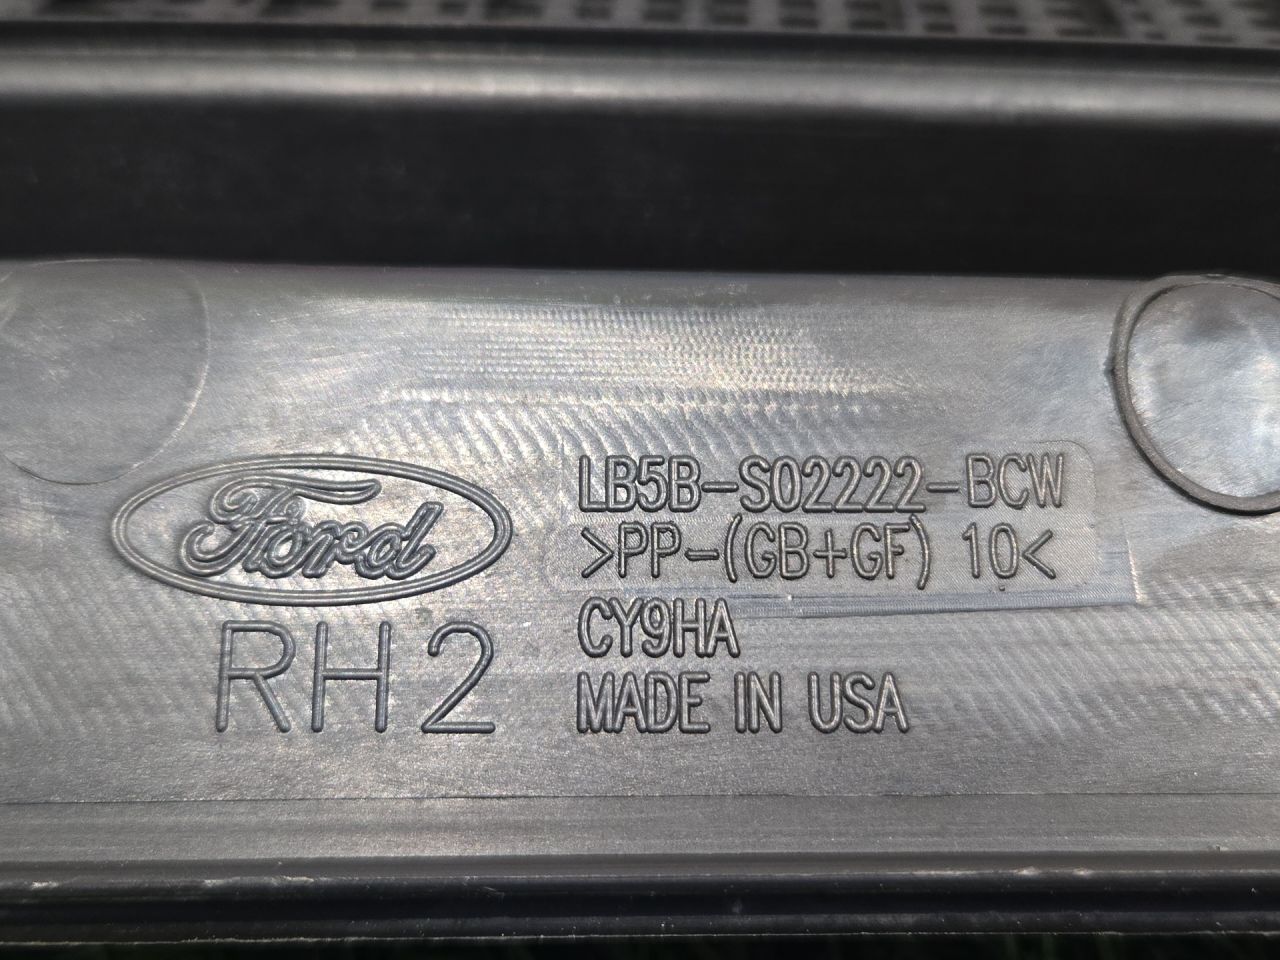 Ford
RH2
LB5B-S02222-BCW
>PP-(GB+GF) 10<
CY9HA
MADE IN USA